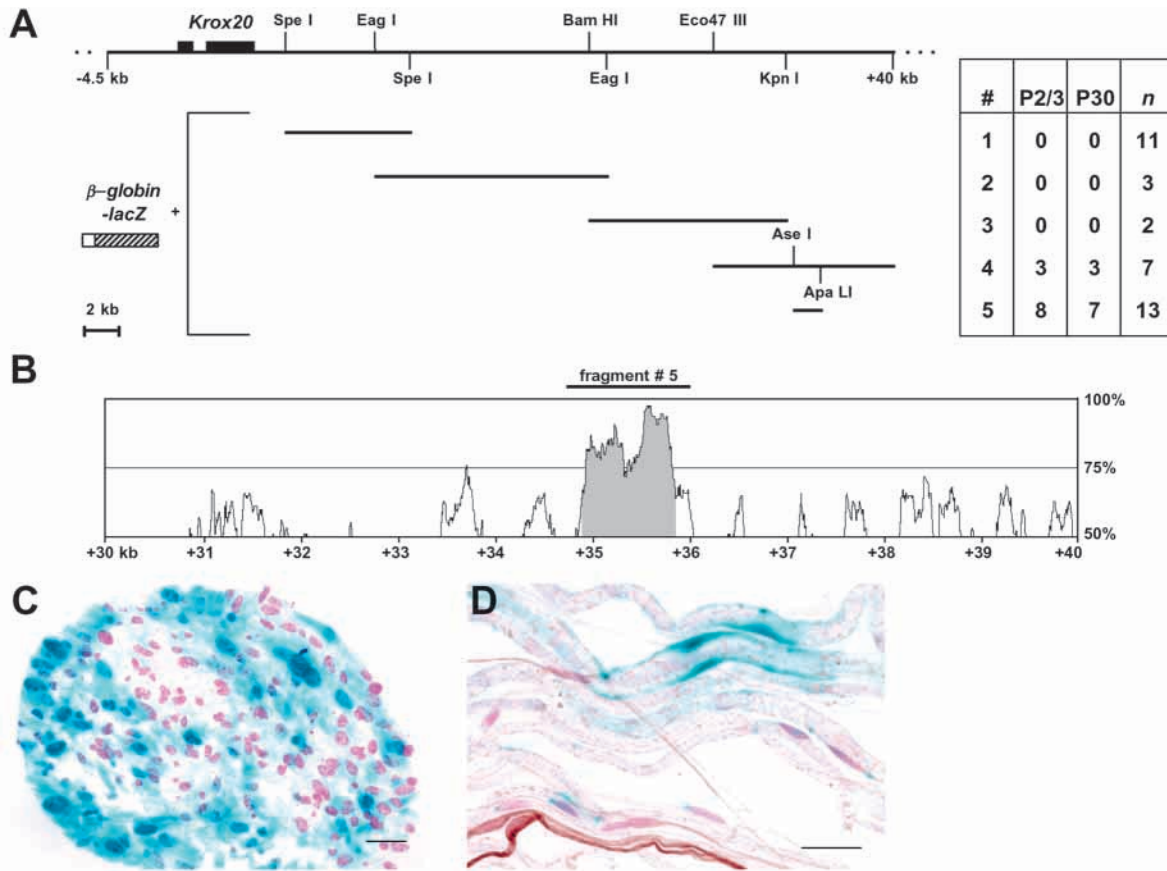 A
Krox20
Spe I
Eag I
Bam HI
Eco47 III
-4.5 kb
Spe I
Eag I
Kpn I
+40 kb
β–globin
-lacZ
+
Ase I
Apa LI
2 kb
# P2/3 P30 n
1 0 0 11
2 0 0 3
3 0 0 2
4 3 3 7
5 8 7 13
B
fragment # 5
100%
75%
50%
+30 kb +31 +32 +33 +34 +35 +36 +37 +38 +39 +40
C
D